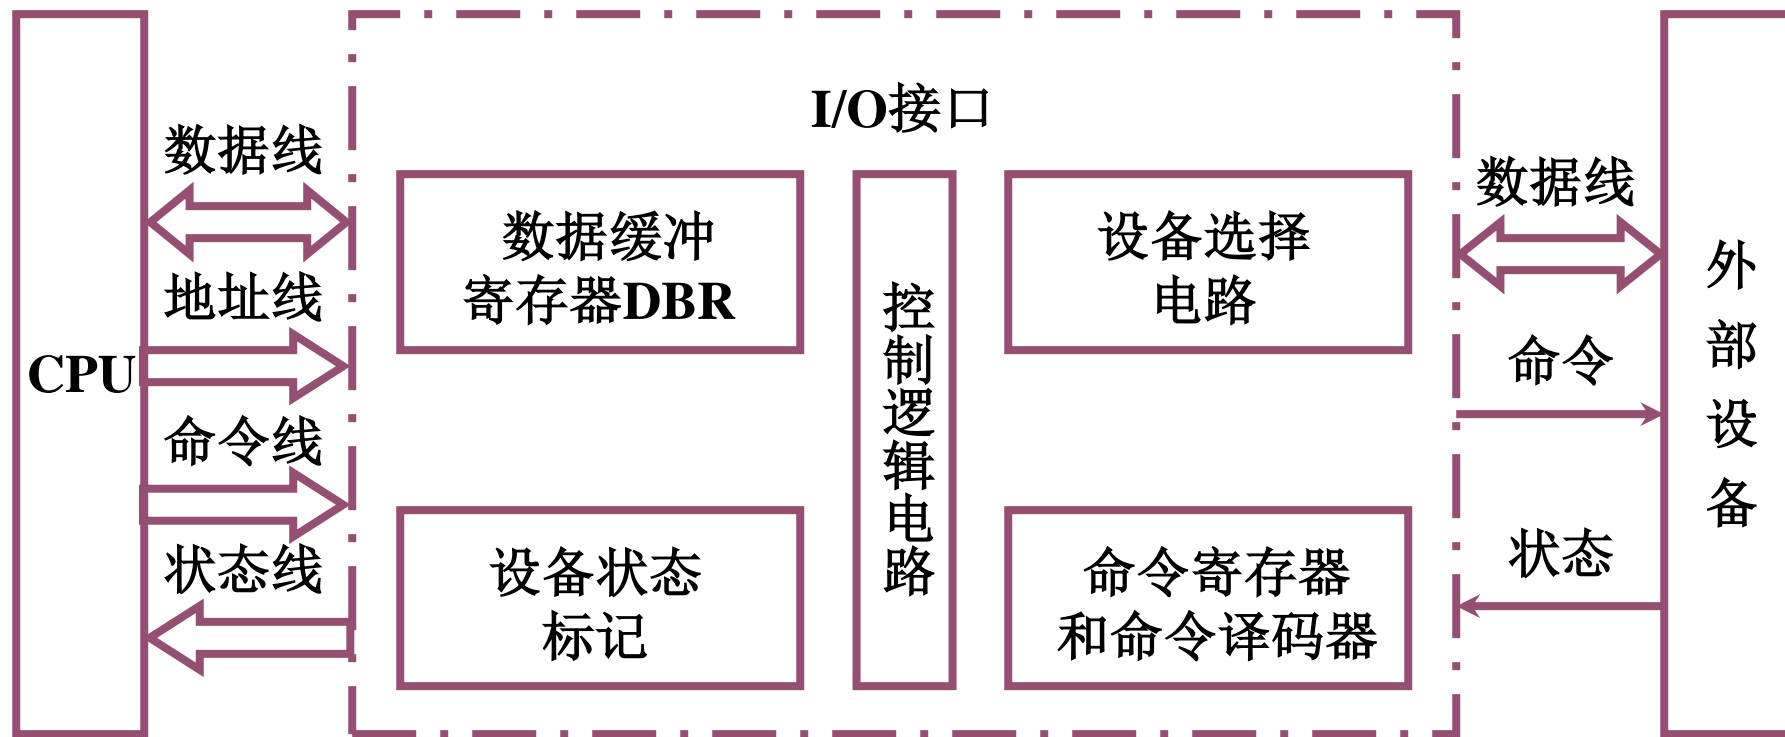 I/O接口
CPU
数据线
地址线
命令线
状态线
数据缓冲
寄存器DBR
设备状态
标记
控制逻辑电路
设备选择
电路
命令寄存器
和命令译码器
数据线
命令
状态
外部设备